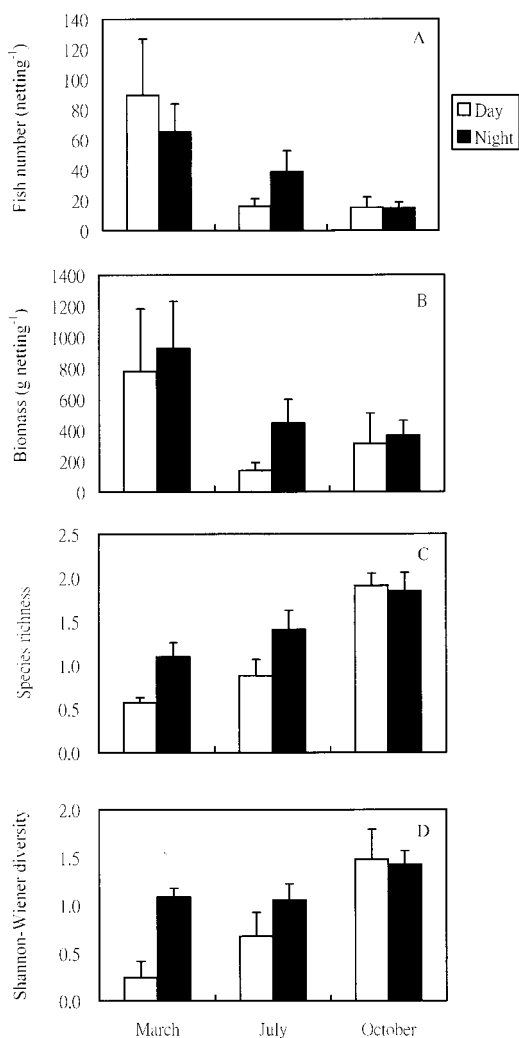 140
120
100
80
60
40
20
0
Fish number (netting-1)
A
Day
Night
1400
1200
1000
800
600
400
200
0
Biomass (g netting-1)
B
2.5
2.0
1.5
1.0
0.5
0.0
Species richness
C
2.0
1.5
1.0
0.5
0.0
Shannon-Wiener diversity
D
March July October